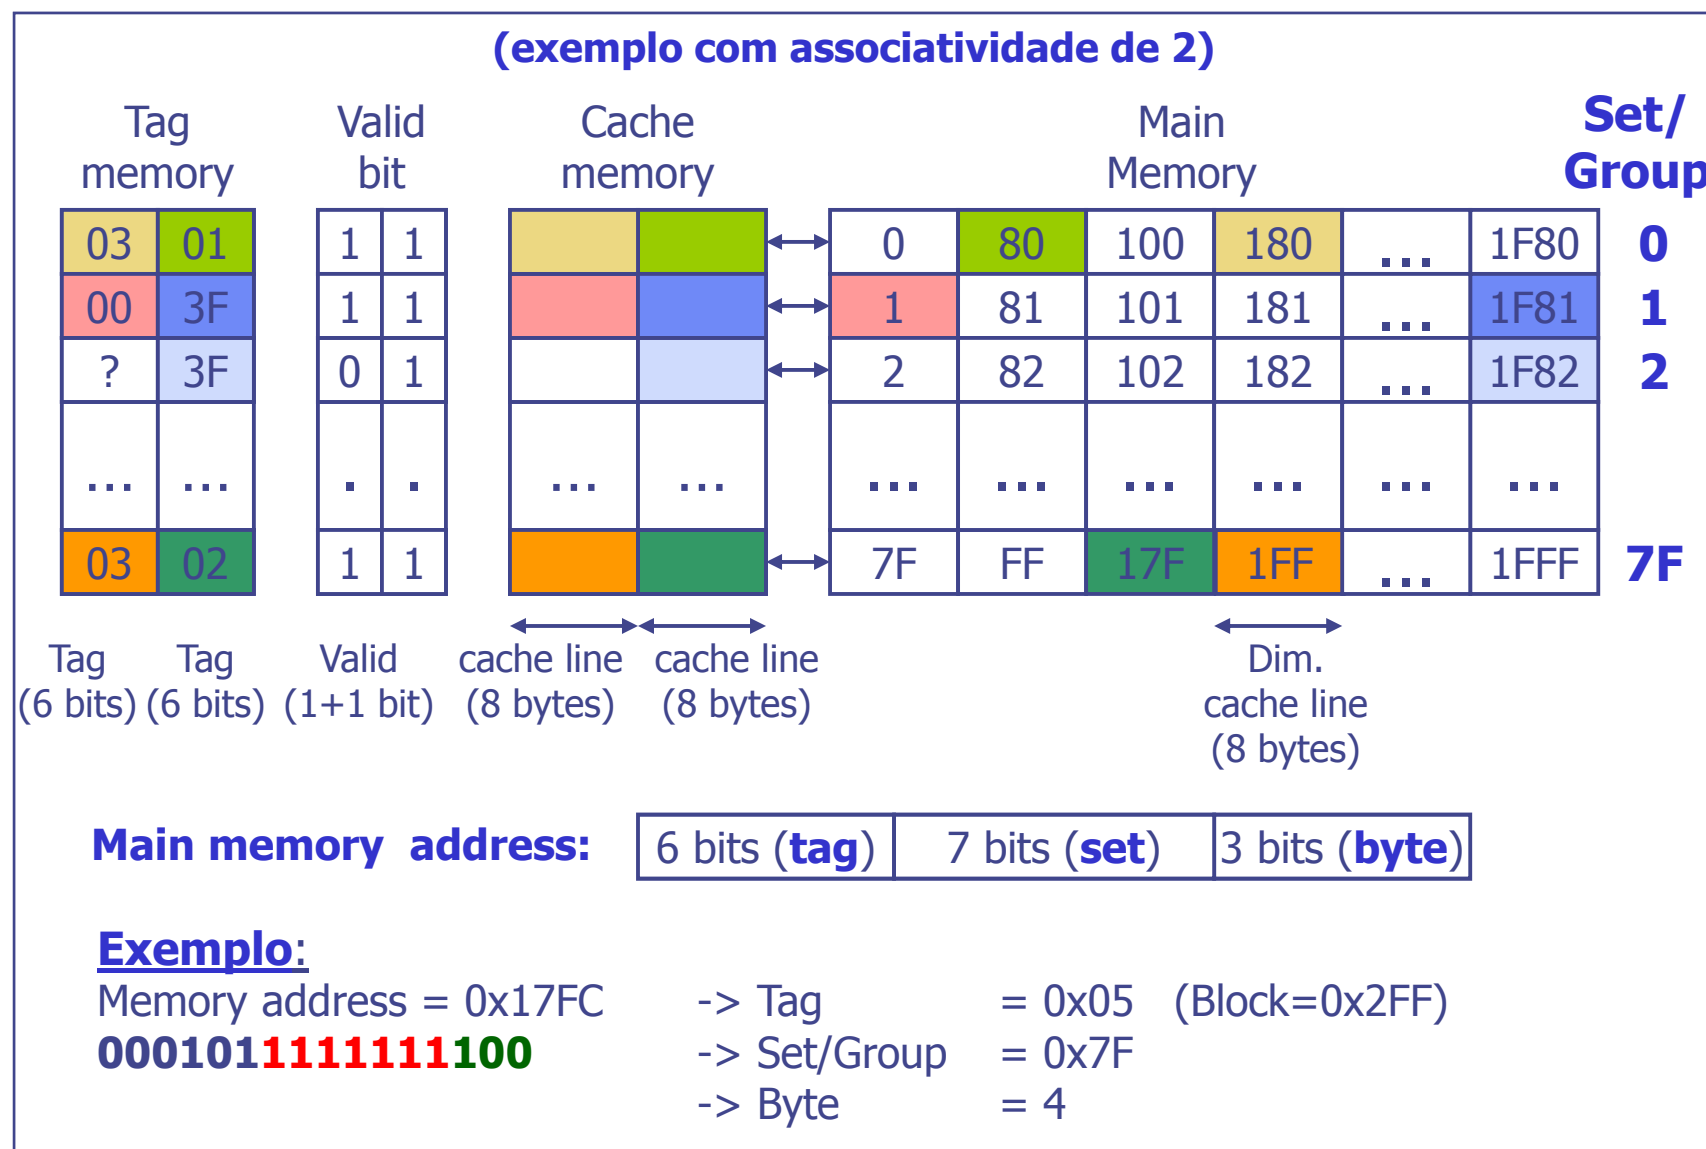 (exemplo com associatividade de 2)
Tag memory Valid bit Cache memory Main Memory Set/ Group
03 01 1 1 0 80 100 180 ... 1F80 0
00 3F 1 1 1 81 101 181 ... 1F81 1
? 3F 0 1 2 82 102 182 ... 1F82 2
... ... . . ... ... ... ... ... ... ... ...
03 02 1 1 7F FF 17F 1FF ... 1FFF 7F
Tag Tag Valid cache line cache line Dim.
(6 bits) (6 bits) (1+1 bit) (8 bytes) (8 bytes) cache line
(8 bytes)
Main memory address: 6 bits (tag) 7 bits (set) 3 bits (byte)
Exemplo:
Memory address = 0x17FC -> Tag = 0x05 (Block=0x2FF)
0001011111111100 -> Set/Group = 0x7F
-> Byte = 4